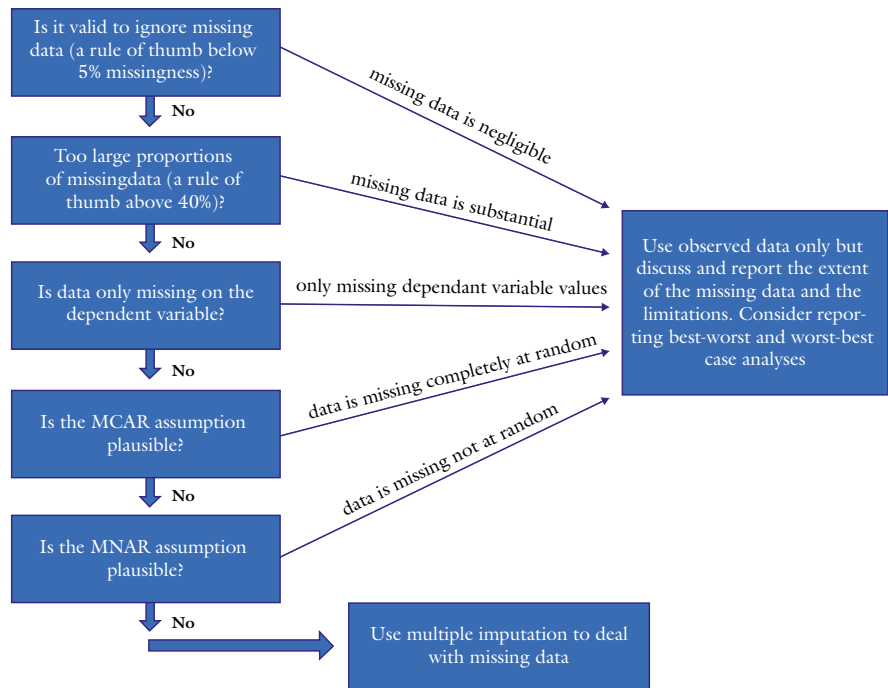 Is it valid to ignore missing
data (a rule of thumb below
5% missingness)?
missing data is negligible
No
Too large proportions
of missingdata (a rule of
thumb above 40%)?
missing data is substantial
No
Is data only missing on the
dependent variable?
only missing dependant variable values
No
Is the MCAR assumption
plausible?
data is missing completely at random
No
Is the MNAR assumption
plausible?
data is missing not at random
No
Use observed data only but
discuss and report the extent
of the missing data and the
limitations. Consider repor-
ting best-worst and worst-best
case analyses
Use multiple imputation to deal
with missing data